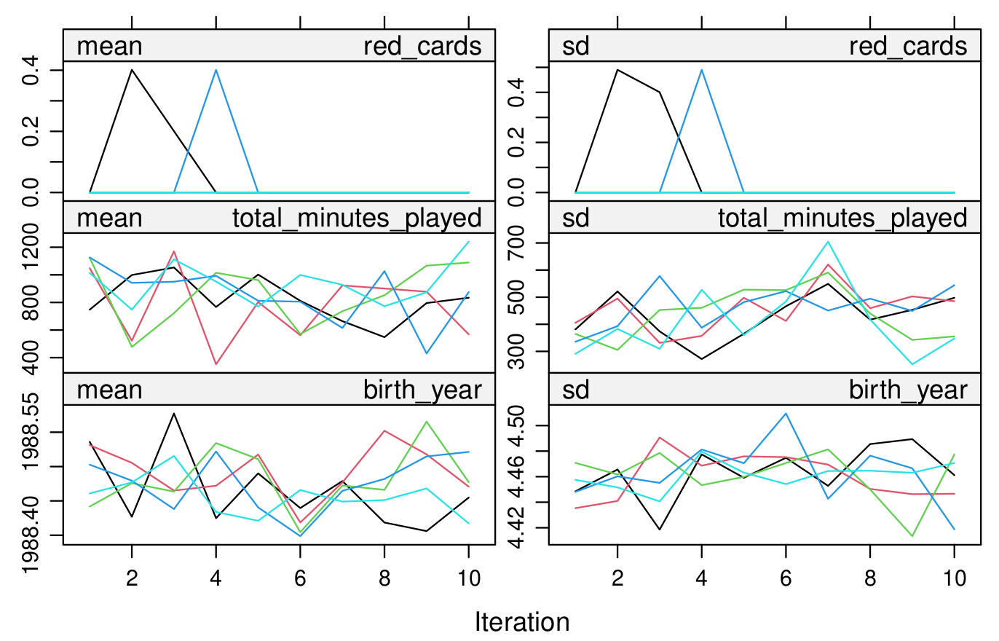 mean red_cards sd red_cards
0.0 0.2 0.4
0.0 0.2 0.4
mean total_minutes_played sd total_minutes_played
400 800 1200
300 500 700
mean birth_year sd birth_year
1988.40 1988.55
4.42 4.46 4.50
2 4 6 8 10 2 4 6 8 10
Iteration